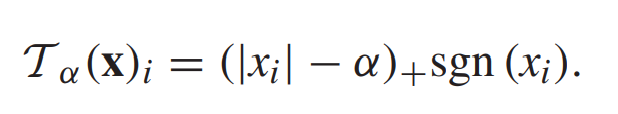 𝒯α(𝐱)ᵢ = (|xᵢ| − α)₊sgn (xᵢ).